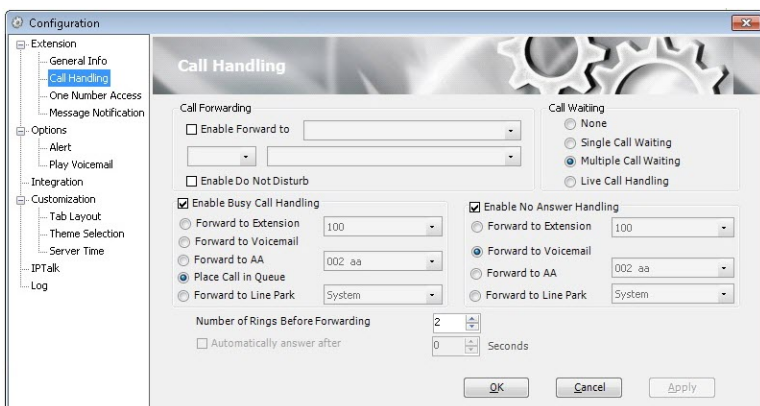 Configuration
Extension
General Info
Call Handling
One Number Access
Message Notification
Options
Alert
Play Voicemail
Integration
Customization
Tab Layout
Theme Selection
Server Time
IPTalk
Log
Call Handling
Call Forwarding
Enable Forward to
Enable Do Not Disturb
Call Waitiing
None
Single Call Waiting
Multiple Call Waiting
Live Call Handling
Enable Busy Call Handling
Forward to Extension 100
Forward to Voicemail
Forward to AA 002 aa
Place Call in Queue
Forward to Line Park System
Enable No Answer Handling
Forward to Extension 100
Forward to Voicemail
Forward to AA 002 aa
Forward to Line Park System
Number of Rings Before Forwarding 2
Automatically answer after 0 Seconds
OK Cancel Apply